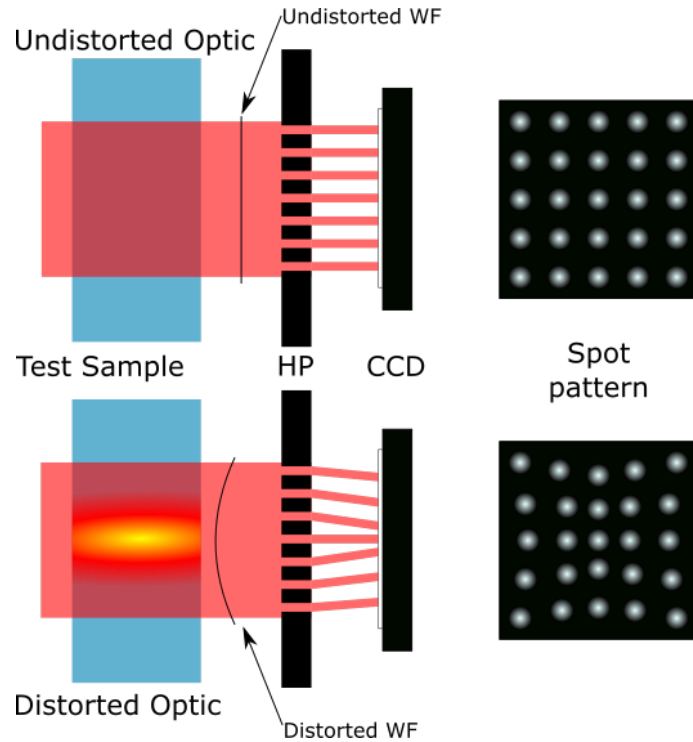 Undistorted WF
Undistorted Optic
Test Sample
HP
CCD
Spot
pattern
Distorted Optic
Distorted WF